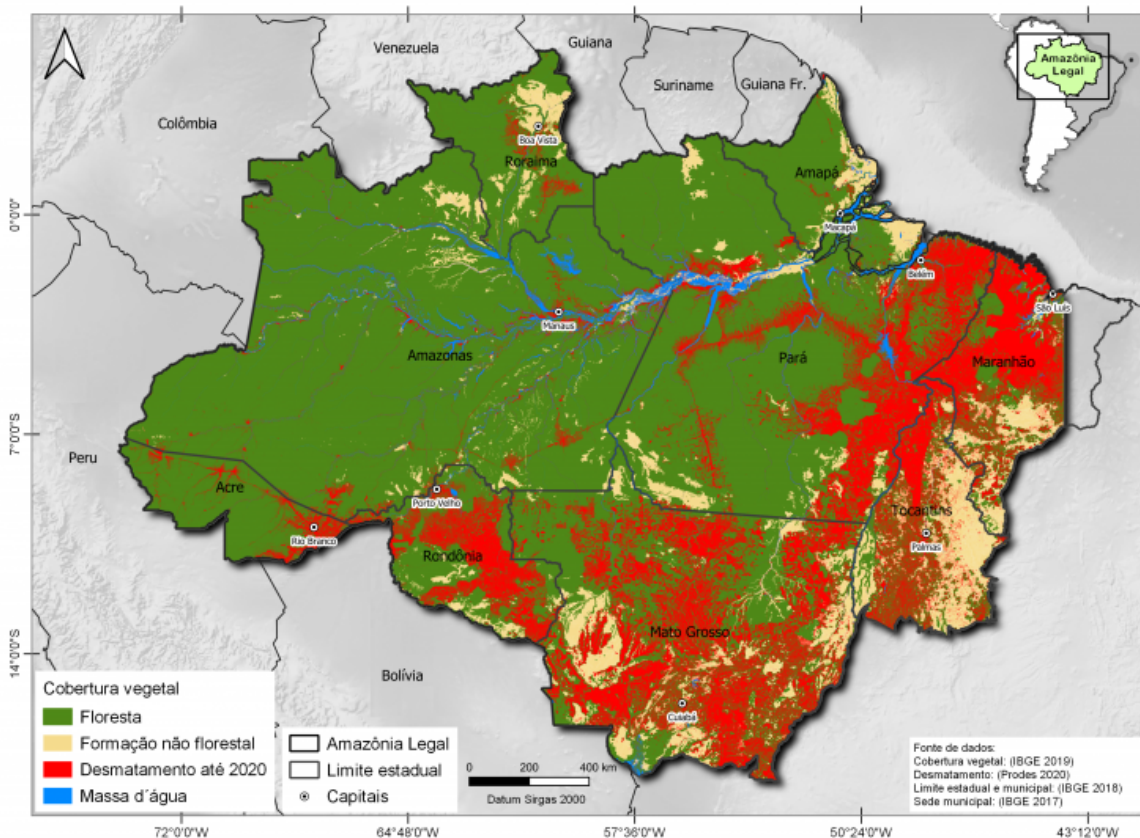 Venezuela
Guiana
Suriname
Guiana Fr.
Colômbia
Amazônia
Legal
Boa Vista
Roraima
Amapá
Macapá
Belém
São Luis
Manaus
Amazonas
Pará
Maranhão
Peru
Acre
Porto Velho
Rio Branco
Rondônia
Tocantins
Palmas
Mato Grosso
Bolívia
Cuiabá
0°0'0"
7°0'0"S
14°0'0"S
Cobertura vegetal
Floresta
Formação não florestal
Desmatamento até 2020
Massa d´água
Amazônia Legal
Limite estadual
Capitais
0 200 400 km
Datum Sirgas 2000
Fonte de dados:
Cobertura vegetal: (IBGE 2019)
Desmatamento: (Prodes 2020)
Limite estadual e municipal: (IBGE 2018)
Sede municipal: (IBGE 2017)
72°0'0"W 64°48'0"W 57°36'0"W 50°24'0"W 43°12'0"W